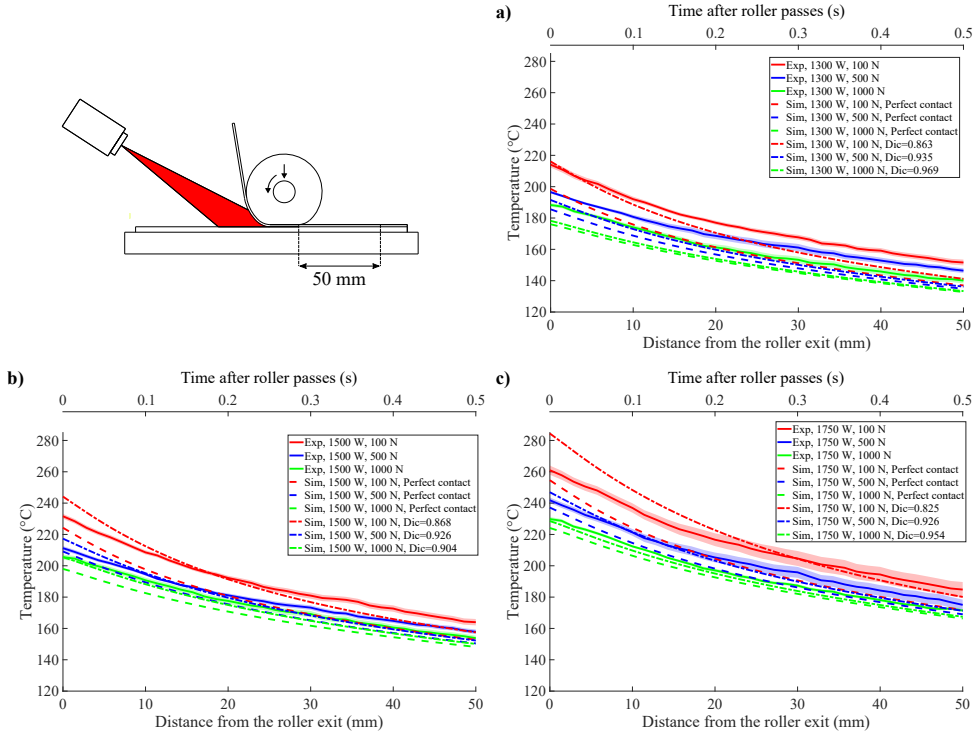 50 mm
a)
Time after roller passes (s)
0 0.1 0.2 0.3 0.4 0.5
Exp, 1300 W, 100 N
Exp, 1300 W, 500 N
Exp, 1300 W, 1000 N
Sim, 1300 W, 100 N, Perfect contact
Sim, 1300 W, 500 N, Perfect contact
Sim, 1300 W, 1000 N, Perfect contact
Sim, 1300 W, 100 N, Dic=0.863
Sim, 1300 W, 500 N, Dic=0.935
Sim, 1300 W, 1000 N, Dic=0.969
Temperature (°C)
280
260
240
220
200
180
160
140
120
0 10 20 30 40 50
Distance from the roller exit (mm)
b)
Time after roller passes (s)
0 0.1 0.2 0.3 0.4 0.5
Exp, 1500 W, 100 N
Exp, 1500 W, 500 N
Exp, 1500 W, 1000 N
Sim, 1500 W, 100 N, Perfect contact
Sim, 1500 W, 500 N, Perfect contact
Sim, 1500 W, 1000 N, Perfect contact
Sim, 1500 W, 100 N, Dic=0.868
Sim, 1500 W, 500 N, Dic=0.926
Sim, 1500 W, 1000 N, Dic=0.904
Temperature (°C)
280
260
240
220
200
180
160
140
120
0 10 20 30 40 50
Distance from the roller exit (mm)
c)
Time after roller passes (s)
0 0.1 0.2 0.3 0.4 0.5
Exp, 1750 W, 100 N
Exp, 1750 W, 500 N
Exp, 1750 W, 1000 N
Sim, 1750 W, 100 N, Perfect contact
Sim, 1750 W, 500 N, Perfect contact
Sim, 1750 W, 1000 N, Perfect contact
Sim, 1750 W, 100 N, Dic=0.825
Sim, 1750 W, 500 N, Dic=0.926
Sim, 1750 W, 1000 N, Dic=0.954
Temperature (°C)
280
260
240
220
200
180
160
140
120
0 10 20 30 40 50
Distance from the roller exit (mm)